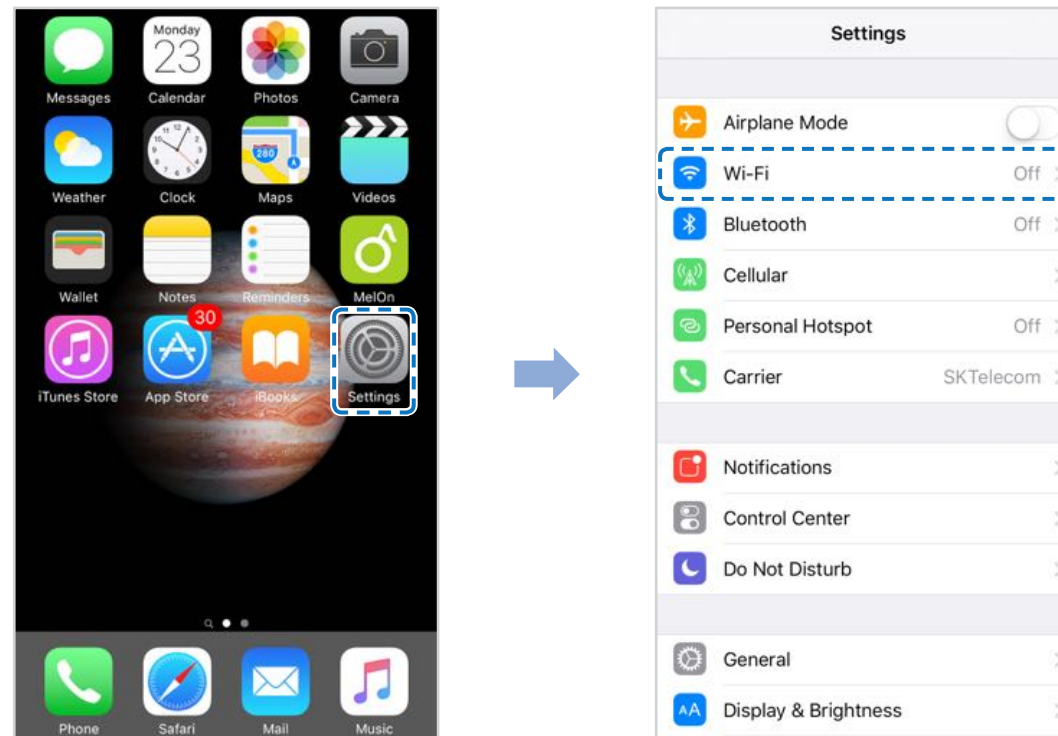 Monday
23
Messages Calendar Photos Camera
280
Weather Clock Maps Videos
Wallet Notes Reminders MelOn
30
iTunes Store App Store iBooks Settings
Phone Safari Mail Music
Settings
Airplane Mode
Wi-Fi Off
Bluetooth Off
Cellular
Personal Hotspot Off
Carrier SKTelecom
Notifications
Control Center
Do Not Disturb
General
AA Display & Brightness